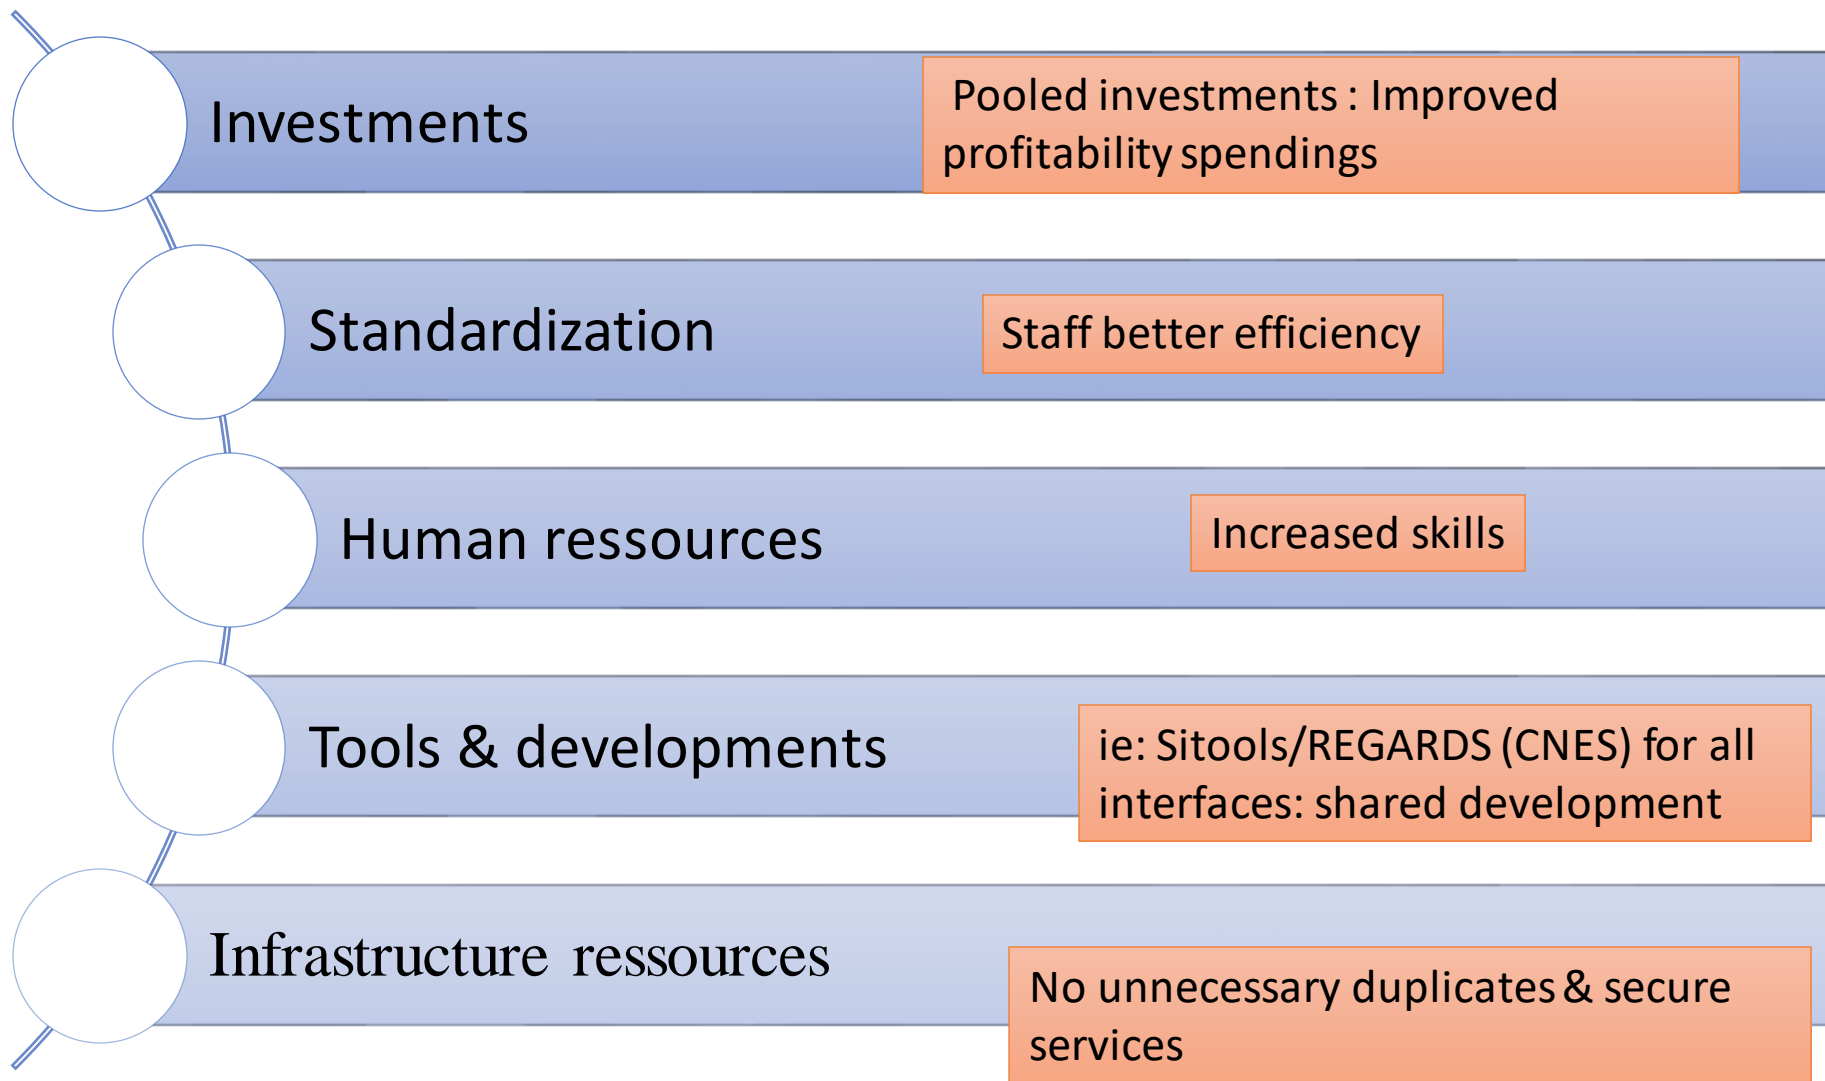 Investments
Pooled investments : Improved
profitability spendings
Standardization
Staff better efficiency
Human ressources
Increased skills
Tools & developments
ie: Sitools/REGARDS (CNES) for all
interfaces: shared development
Infrastructure ressources
No unnecessary duplicates & secure
services